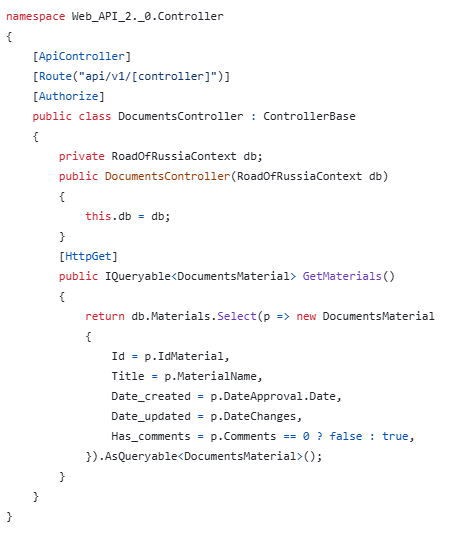 namespace Web_API_2._0.Controller
{
    [ApiController]
    [Route("api/v1/[controller]")]
    [Authorize]
    public class DocumentsController : ControllerBase
    {
        private RoadOfRussiaContext db;
        public DocumentsController(RoadOfRussiaContext db)
        {
            this.db = db;
        }
        [HttpGet]
        public IQueryable<DocumentsMaterial> GetMaterials()
        {
            return db.Materials.Select(p => new DocumentsMaterial
            {
                Id = p.IdMaterial,
                Title = p.MaterialName,
                Date_created = p.DateApproval.Date,
                Date_updated = p.DateChanges,
                Has_comments = p.Comments == 0 ? false : true,
            }).AsQueryable<DocumentsMaterial>();
        }
    }
}